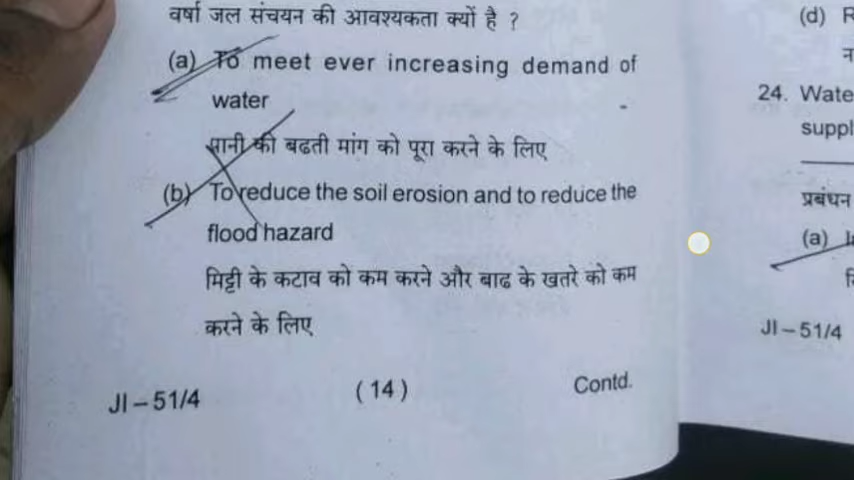 वर्षा जल संचयन की आवश्यकता क्यों है ?
(a) To meet ever increasing demand of
water
पानी की बढती मांग को पूरा करने के लिए
(b) To reduce the soil erosion and to reduce the
flood hazard
मिट्टी के कटाव को कम करने और बाढ के खतरे को कम
करने के लिए
JI – 51/4
( 14 )
Contd.
(d)
24. Wate
suppl
प्रबंधन
(a)
JI – 51/4